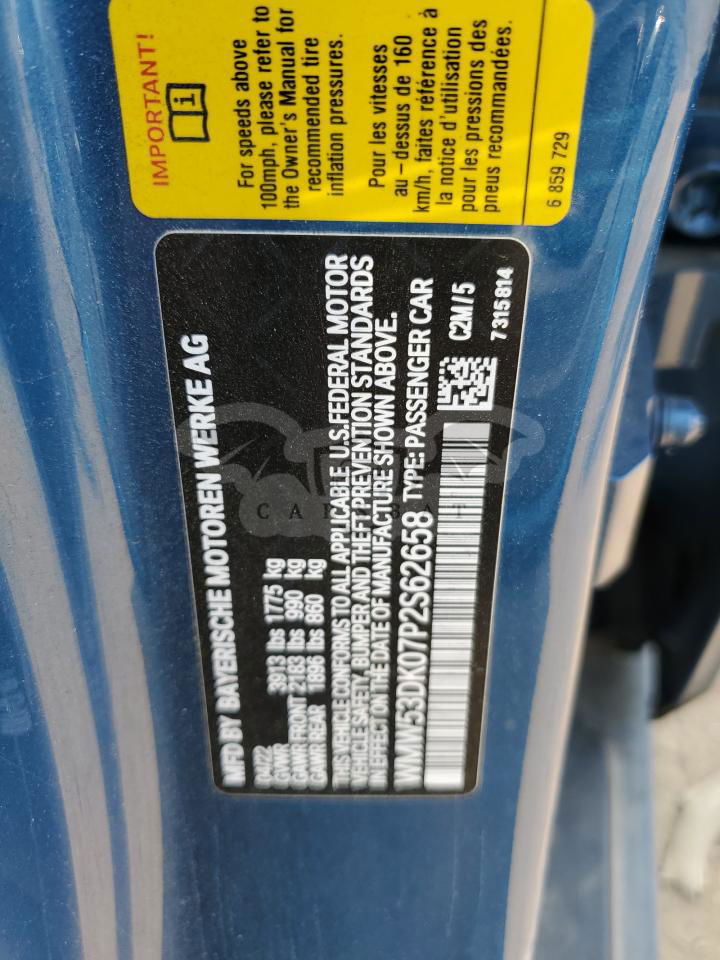 IMPORTANT!
i
For speeds above
100mph, please refer to
the Owner's Manual for
recommended tire
inflation pressures.
Pour les vitesses
au - dessus de 160
km/h, faites référence à
la notice d'utilisation
pour les pressions des
pneus recommandées.
6 859 729
MFD BY BAYERISCHE MOTOREN WERKE AG
04/22
GVWR 3913 lbs 1775 kg
GAWR FRONT 2183 lbs 990 kg
GAWR REAR 1896 lbs 860 kg
THIS VEHICLE CONFORMS TO ALL APPLICABLE U.S.FEDERAL MOTOR
VEHICLE SAFETY, BUMPER AND THEFT PREVENTION STANDARDS
IN EFFECT ON THE DATE OF MANUFACTURE SHOWN ABOVE.
WMW53DK07P2S62658 TYPE: PASSENGER CAR
C2M/5
7 315 814